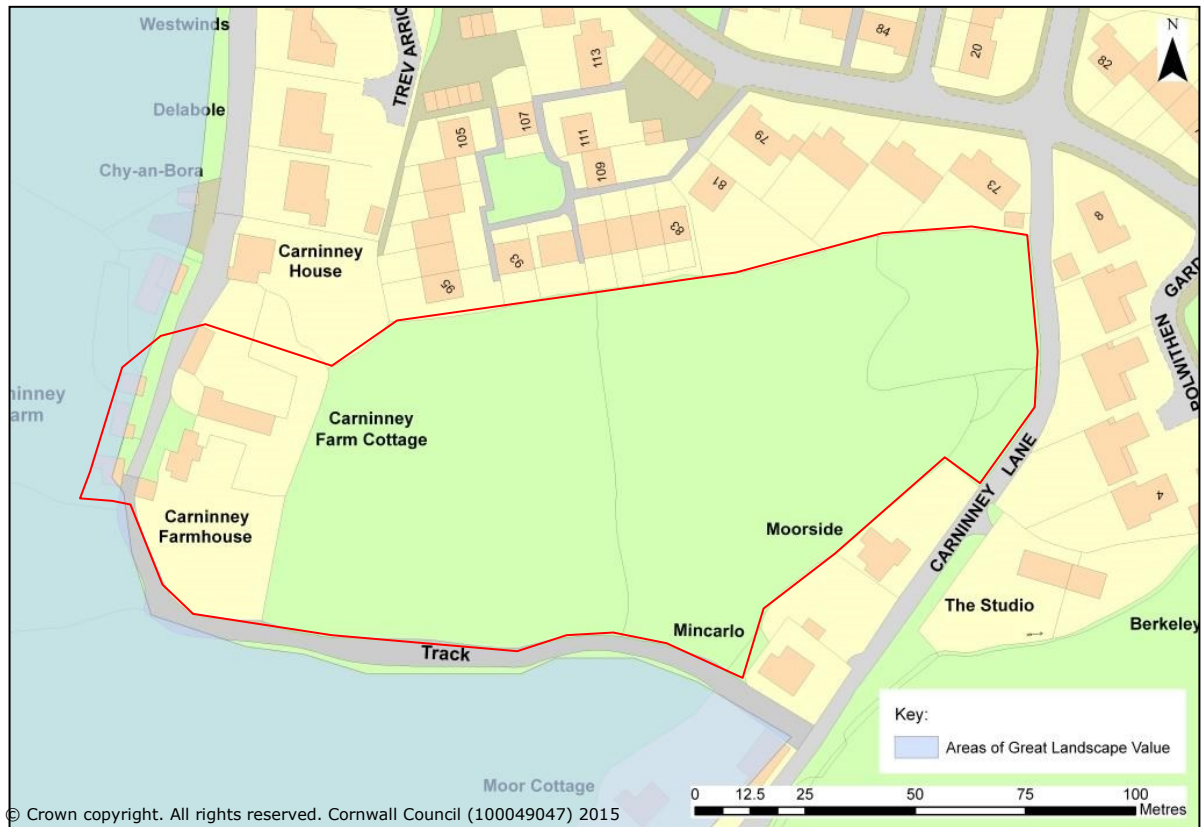 Westwinds
TREV ARRIC
84
20
82
N
113
Delabole
105
107
111
79
Chy-an-Bora
109
81
73
8
83
Carninney
House
93
95
GARD
POLWITHEN
ninney
arm
Carninney
Farm Cottage
CARNINNEY LANE
4
Carninney
Farmhouse
Moorside
The Studio
Mincarlo
Berkeley
Track
Key:
Areas of Great Landscape Value
Moor Cottage
0 12.5 25 50 75 100
Metres
© Crown copyright. All rights reserved. Cornwall Council (100049047) 2015